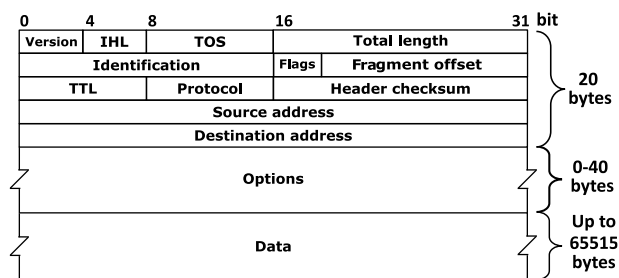 0 4 8 16 31 bit
Version IHL TOS Total length
Identification Flags Fragment offset
TTL Protocol Header checksum
Source address
Destination address
20
bytes
Options
0-40
bytes
Data
Up to
65515
bytes